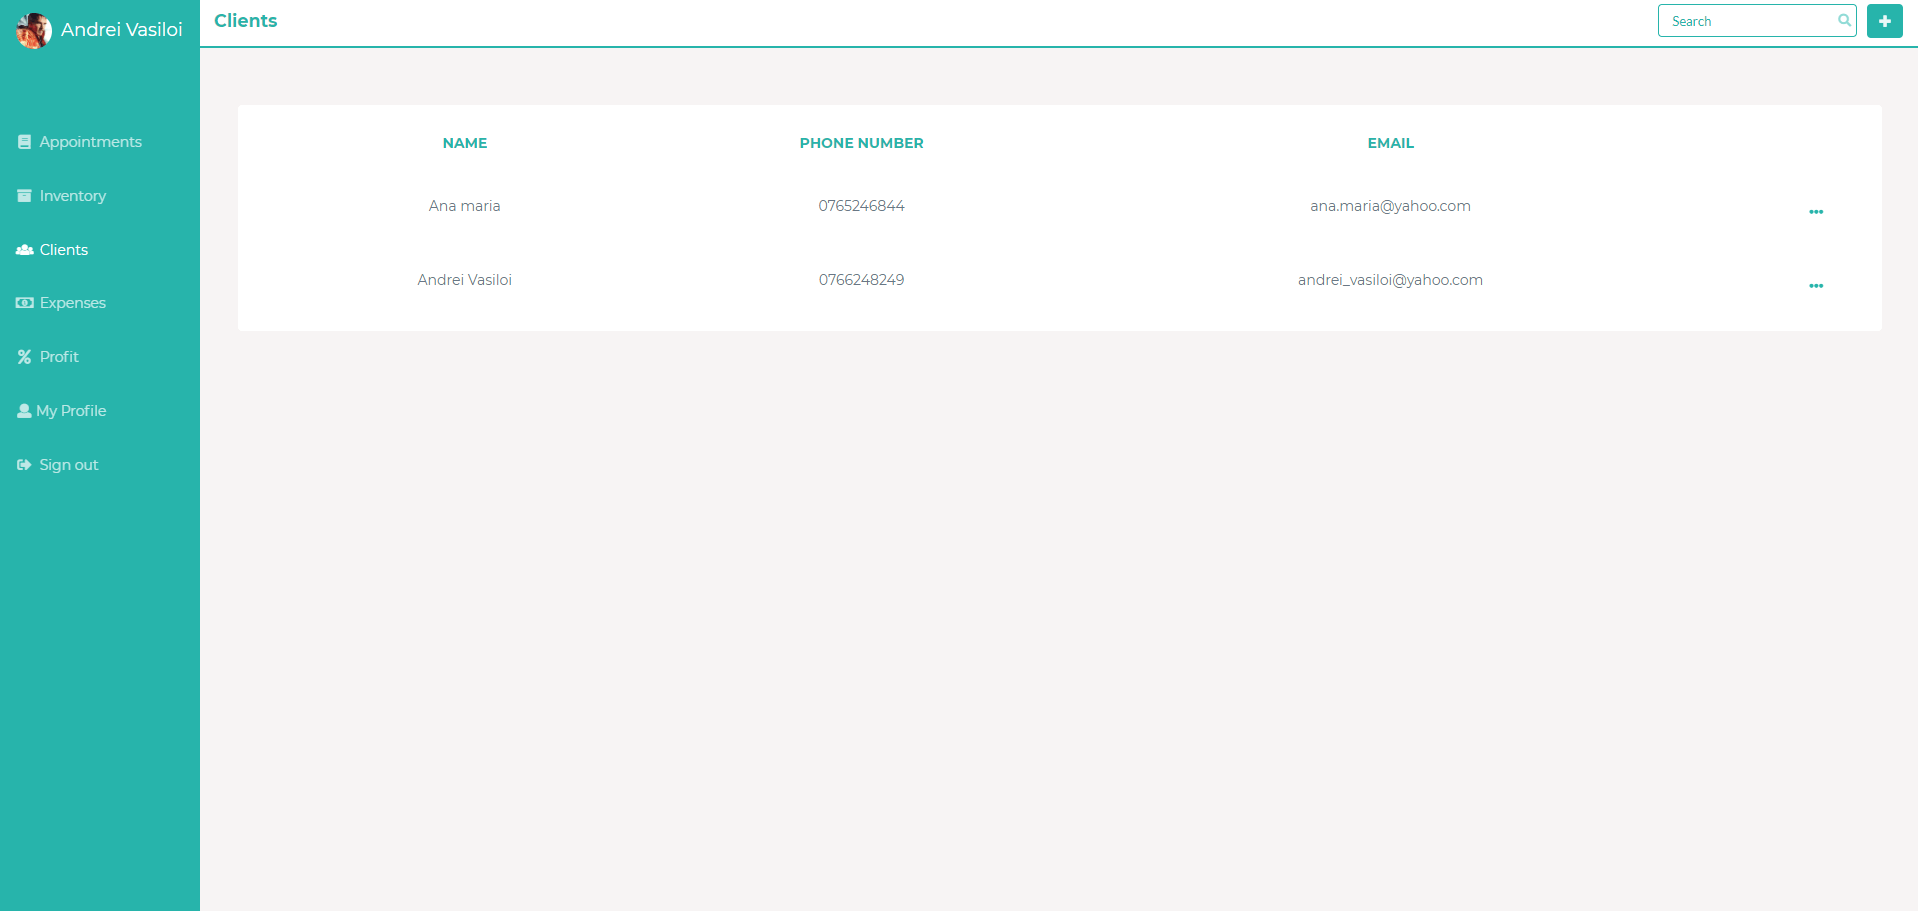 Andrei Vasiloi
Appointments
Inventory
Clients
Expenses
Profit
My Profile
Sign out
Clients
Search
NAME PHONE NUMBER EMAIL
Ana maria 0765246844 ana.maria@yahoo.com
Andrei Vasiloi 0766248249 andrei_vasiloi@yahoo.com